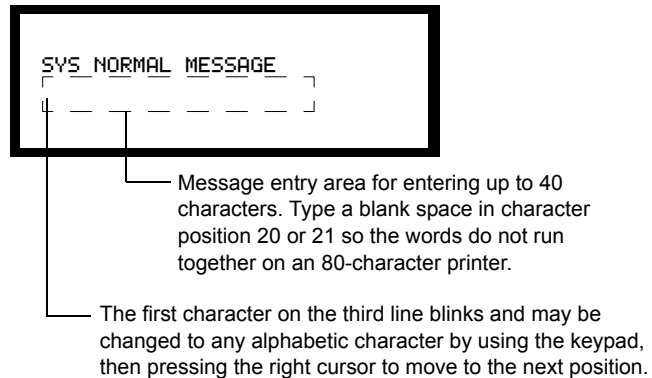 SYS NORMAL MESSAGE
Message entry area for entering up to 40
characters. Type a blank space in character
position 20 or 21 so the words do not run
together on an 80-character printer.
The first character on the third line blinks and may be
changed to any alphabetic character by using the keypad,
then pressing the right cursor to move to the next position.